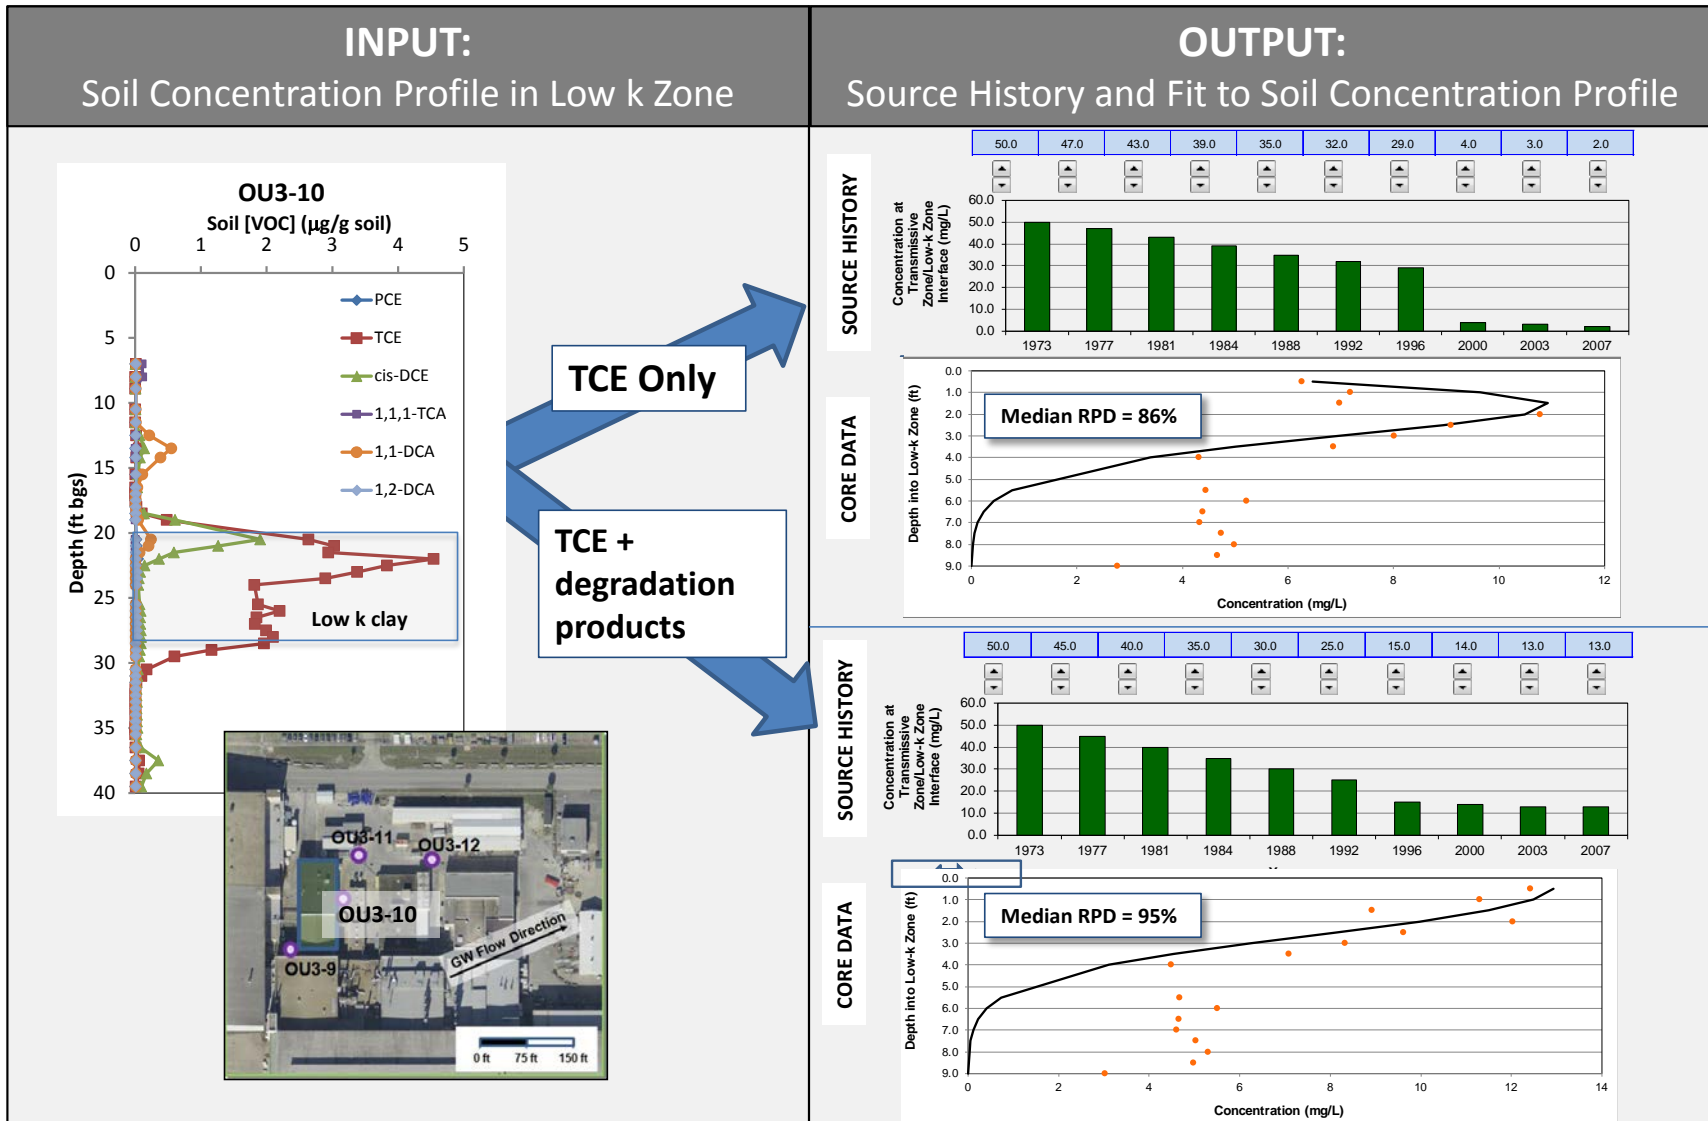 INPUT:
Soil Concentration Profile in Low k Zone
OUTPUT:
Source History and Fit to Soil Concentration Profile
OU3-10
Soil [VOC] (µg/g soil)
0 1 2 3 4 5
Depth (ft bgs)
0
5
10
15
20
25
30
35
40
PCE
TCE
cis-DCE
1,1,1-TCA
1,1-DCA
1,2-DCA
Low k clay
TCE Only
TCE +
degradation
products
OU3-11
OU3-12
OU3-10
OU3-9
GW Flow Direction
0 ft 75 ft 150 ft
SOURCE HISTORY
50.0 47.0 43.0 39.0 35.0 32.0 29.0 4.0 3.0 2.0
Concentration at
Transmissive
Zone/Low-k Zone
Interface (mg/L)
60.0
50.0
40.0
30.0
20.0
10.0
0.0
1973 1977 1981 1984 1988 1992 1996 2000 2003 2007
CORE DATA
Depth into Low-k Zone (ft)
0.0
1.0
2.0
3.0
4.0
5.0
6.0
7.0
8.0
9.0
Median RPD = 86%
0 2 4 6 8 10 12
Concentration (mg/L)
SOURCE HISTORY
50.0 45.0 40.0 35.0 30.0 25.0 15.0 14.0 13.0 13.0
Concentration at
Transmissive
Zone/Low-k Zone
Interface (mg/L)
60.0
50.0
40.0
30.0
20.0
10.0
0.0
1973 1977 1981 1984 1988 1992 1996 2000 2003 2007
CORE DATA
Depth into Low-k Zone (ft)
0.0
1.0
2.0
3.0
4.0
5.0
6.0
7.0
8.0
9.0
Median RPD = 95%
0 2 4 6 8 10 12 14
Concentration (mg/L)